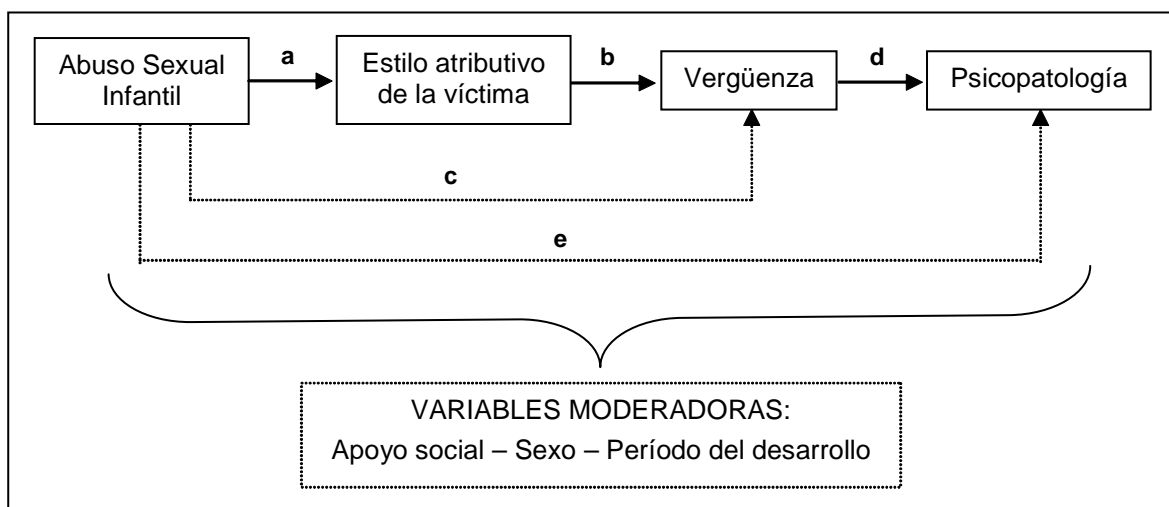 Abuso Sexual
Infantil
a
Estilo atributivo
de la víctima
b
Vergüenza
d
Psicopatología
c
e
VARIABLES MODERADORAS:
Apoyo social – Sexo – Período del desarrollo